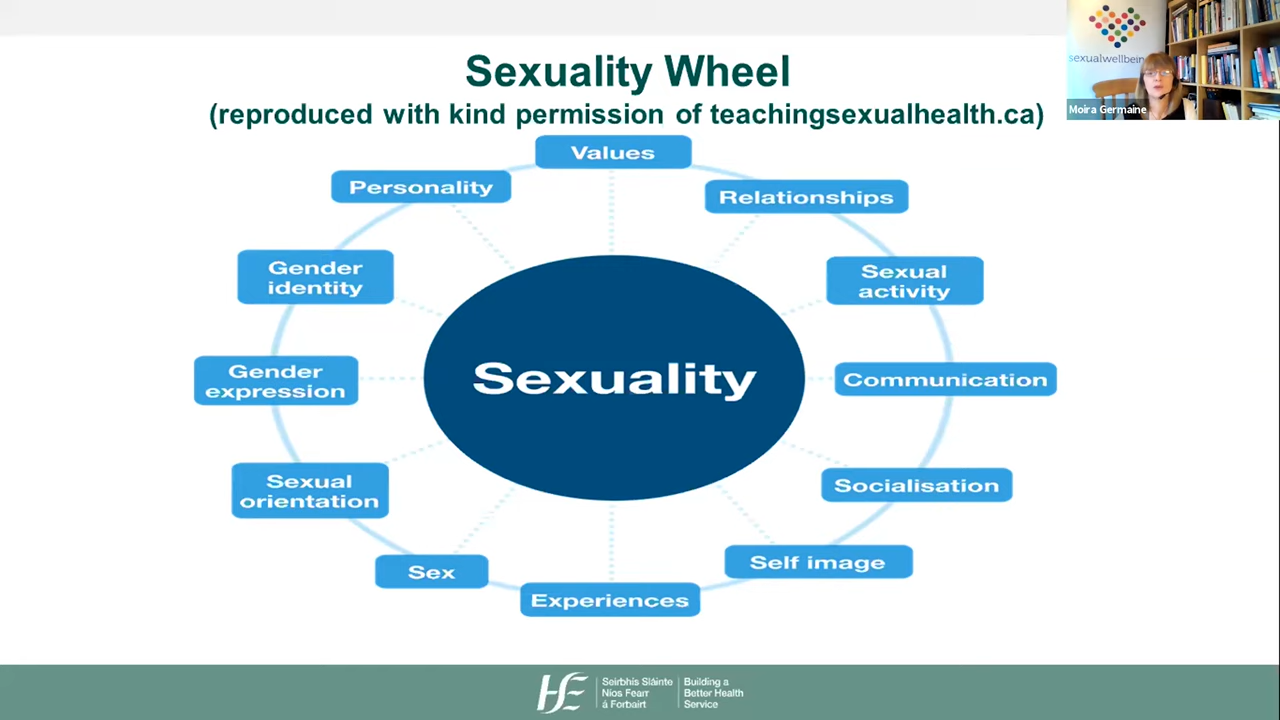 Sexuality Wheel
(reproduced with kind permission of teachingsexualhealth.ca)
sexualwellbein
Moira Germaine
Values
Personality
Relationships
Gender
identity
Sexual
activity
Gender
expression
Sexuality
Communication
Sexual
orientation
Socialisation
Sex
Self image
Experiences
HSE
Seirbhís Sláinte
Níos Fearr
á Forbairt
Building a
Better Health
Service